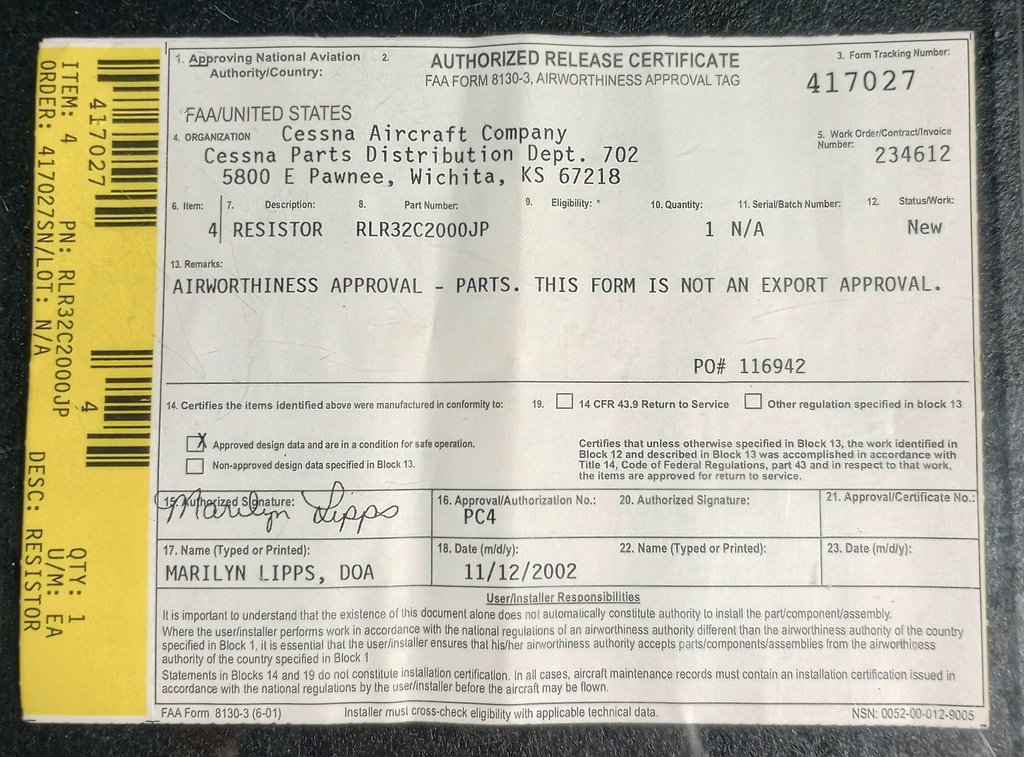 1. Approving National Aviation Authority/Country:
2.
AUTHORIZED RELEASE CERTIFICATE
FAA FORM 8130-3, AIRWORTHINESS APPROVAL TAG
3. Form Tracking Number:
417027
FAA/UNITED STATES
4. ORGANIZATION Cessna Aircraft Company
Cessna Parts Distribution Dept. 702
5800 E Pawnee, Wichita, KS 67218
5. Work Order/Contract/Invoice
Number: 234612
6. Item: 7. Description: 8. Part Number: 9. Eligibility: * 10. Quantity: 11. Serial/Batch Number: 12. Status/Work:
4 RESISTOR RLR32C2000JP 1 N/A New
13. Remarks:
AIRWORTHINESS APPROVAL - PARTS. THIS FORM IS NOT AN EXPORT APPROVAL.
PO# 116942
14. Certifies the items identified above were manufactured in conformity to:
X Approved design data and are in a condition for safe operation.
Non-approved design data specified in Block 13.
19. 14 CFR 43.9 Return to Service Other regulation specified in block 13
Certifies that unless otherwise specified in Block 13, the work identified in
Block 12 and described in Block 13 was accomplished in accordance with
Title 14, Code of Federal Regulations, part 43 and in respect to that work,
the items are approved for return to service.
15. Authorized Signature:
Marilyn Lipps
16. Approval/Authorization No.:
PC4
20. Authorized Signature:
21. Approval/Certificate No.:
17. Name (Typed or Printed):
MARILYN LIPPS, DOA
18. Date (m/d/y):
11/12/2002
22. Name (Typed or Printed):
23. Date (m/d/y):
User/Installer Responsibilities
It is important to understand that the existence of this document alone does not automatically constitute authority to install the part/component/assembly.
Where the user/installer performs work in accordance with the national regulations of an airworthiness authority different than the airworthiness authority of the country
specified in Block 1, it is essential that the user/installer ensures that his/her airworthiness authority accepts parts/components/assemblies from the airworthiness
authority of the country specified in Block 1
Statements in Blocks 14 and 19 do not constitute installation certification. In all cases, aircraft maintenance records must contain an installation certification issued in
accordance with the national regulations by the user/installer before the aircraft may be flown.
FAA Form 8130-3 (6-01) Installer must cross-check eligibility with applicable technical data. NSN: 0052-00-012-9005
417027
4
ITEM: 4 PN: RLR32C2000JP QTY: 1
U/M: EA
ORDER: 417027SN/LOT: N/A DESC: RESISTOR